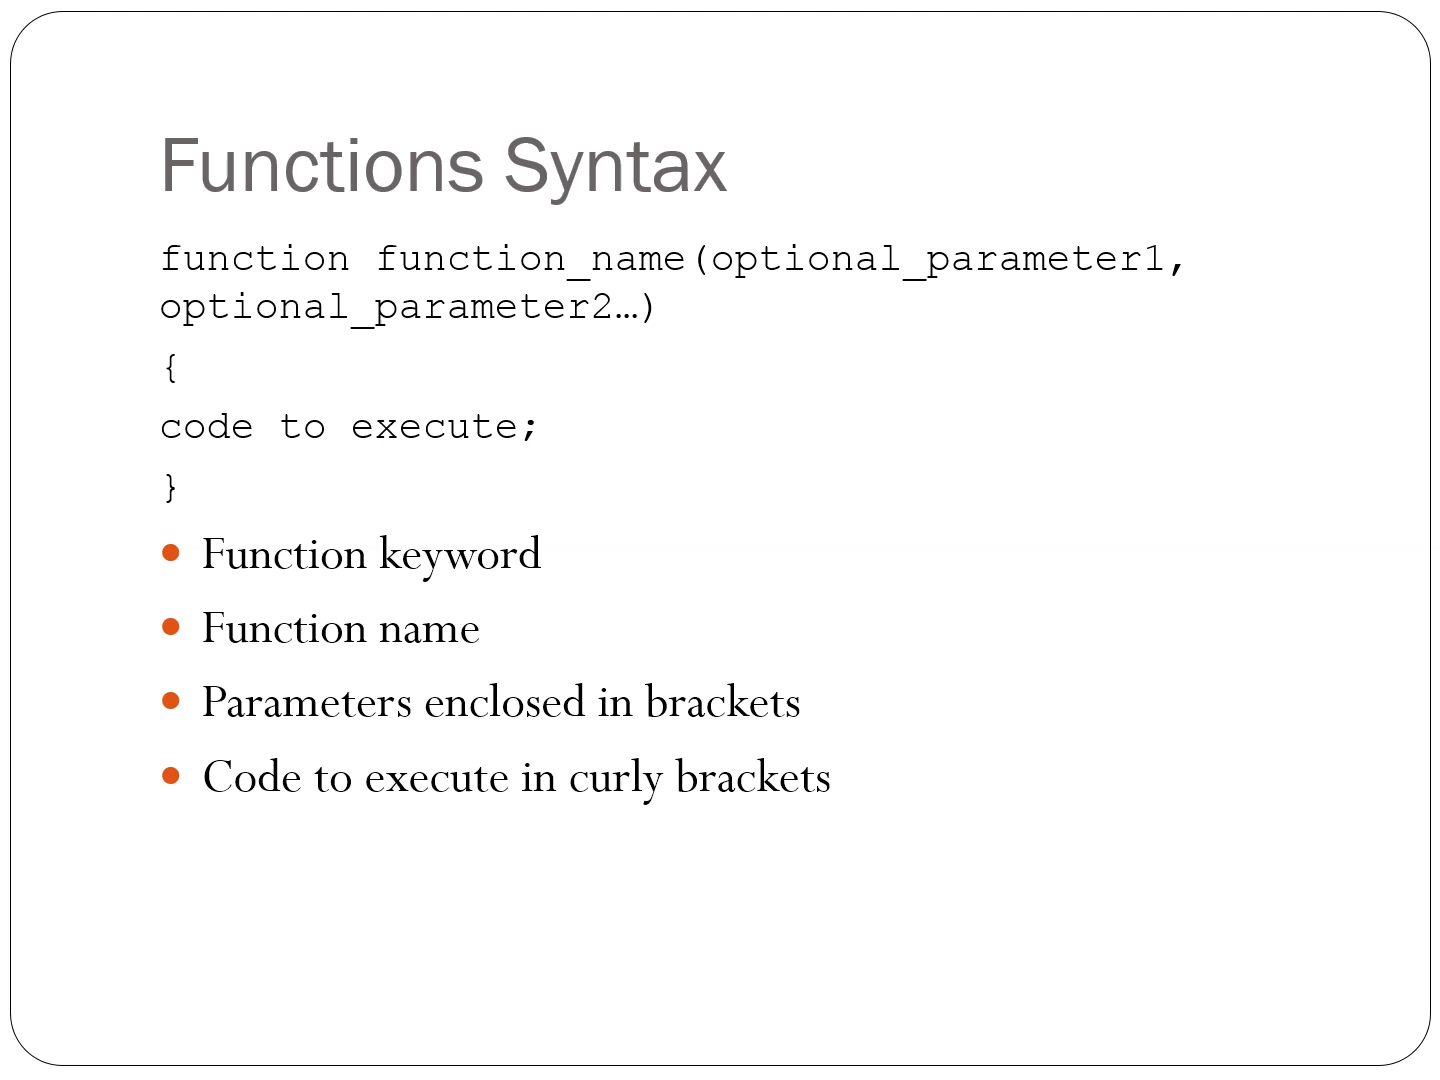 Functions Syntax
function function_name(optional_parameter1,
optional_parameter2…)
{
code to execute;
}
• Function keyword
• Function name
• Parameters enclosed in brackets
• Code to execute in curly brackets